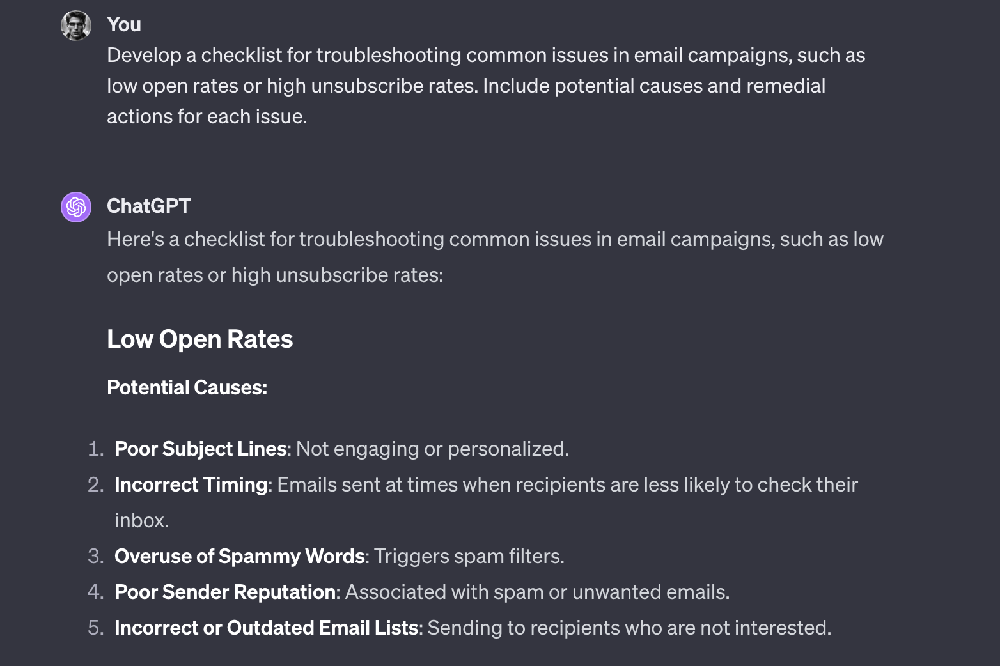 You
Develop a checklist for troubleshooting common issues in email campaigns, such as
low open rates or high unsubscribe rates. Include potential causes and remedial
actions for each issue.
ChatGPT
Here's a checklist for troubleshooting common issues in email campaigns, such as low
open rates or high unsubscribe rates:
Low Open Rates
Potential Causes:
1. Poor Subject Lines: Not engaging or personalized.
2. Incorrect Timing: Emails sent at times when recipients are less likely to check their
inbox.
3. Overuse of Spammy Words: Triggers spam filters.
4. Poor Sender Reputation: Associated with spam or unwanted emails.
5. Incorrect or Outdated Email Lists: Sending to recipients who are not interested.